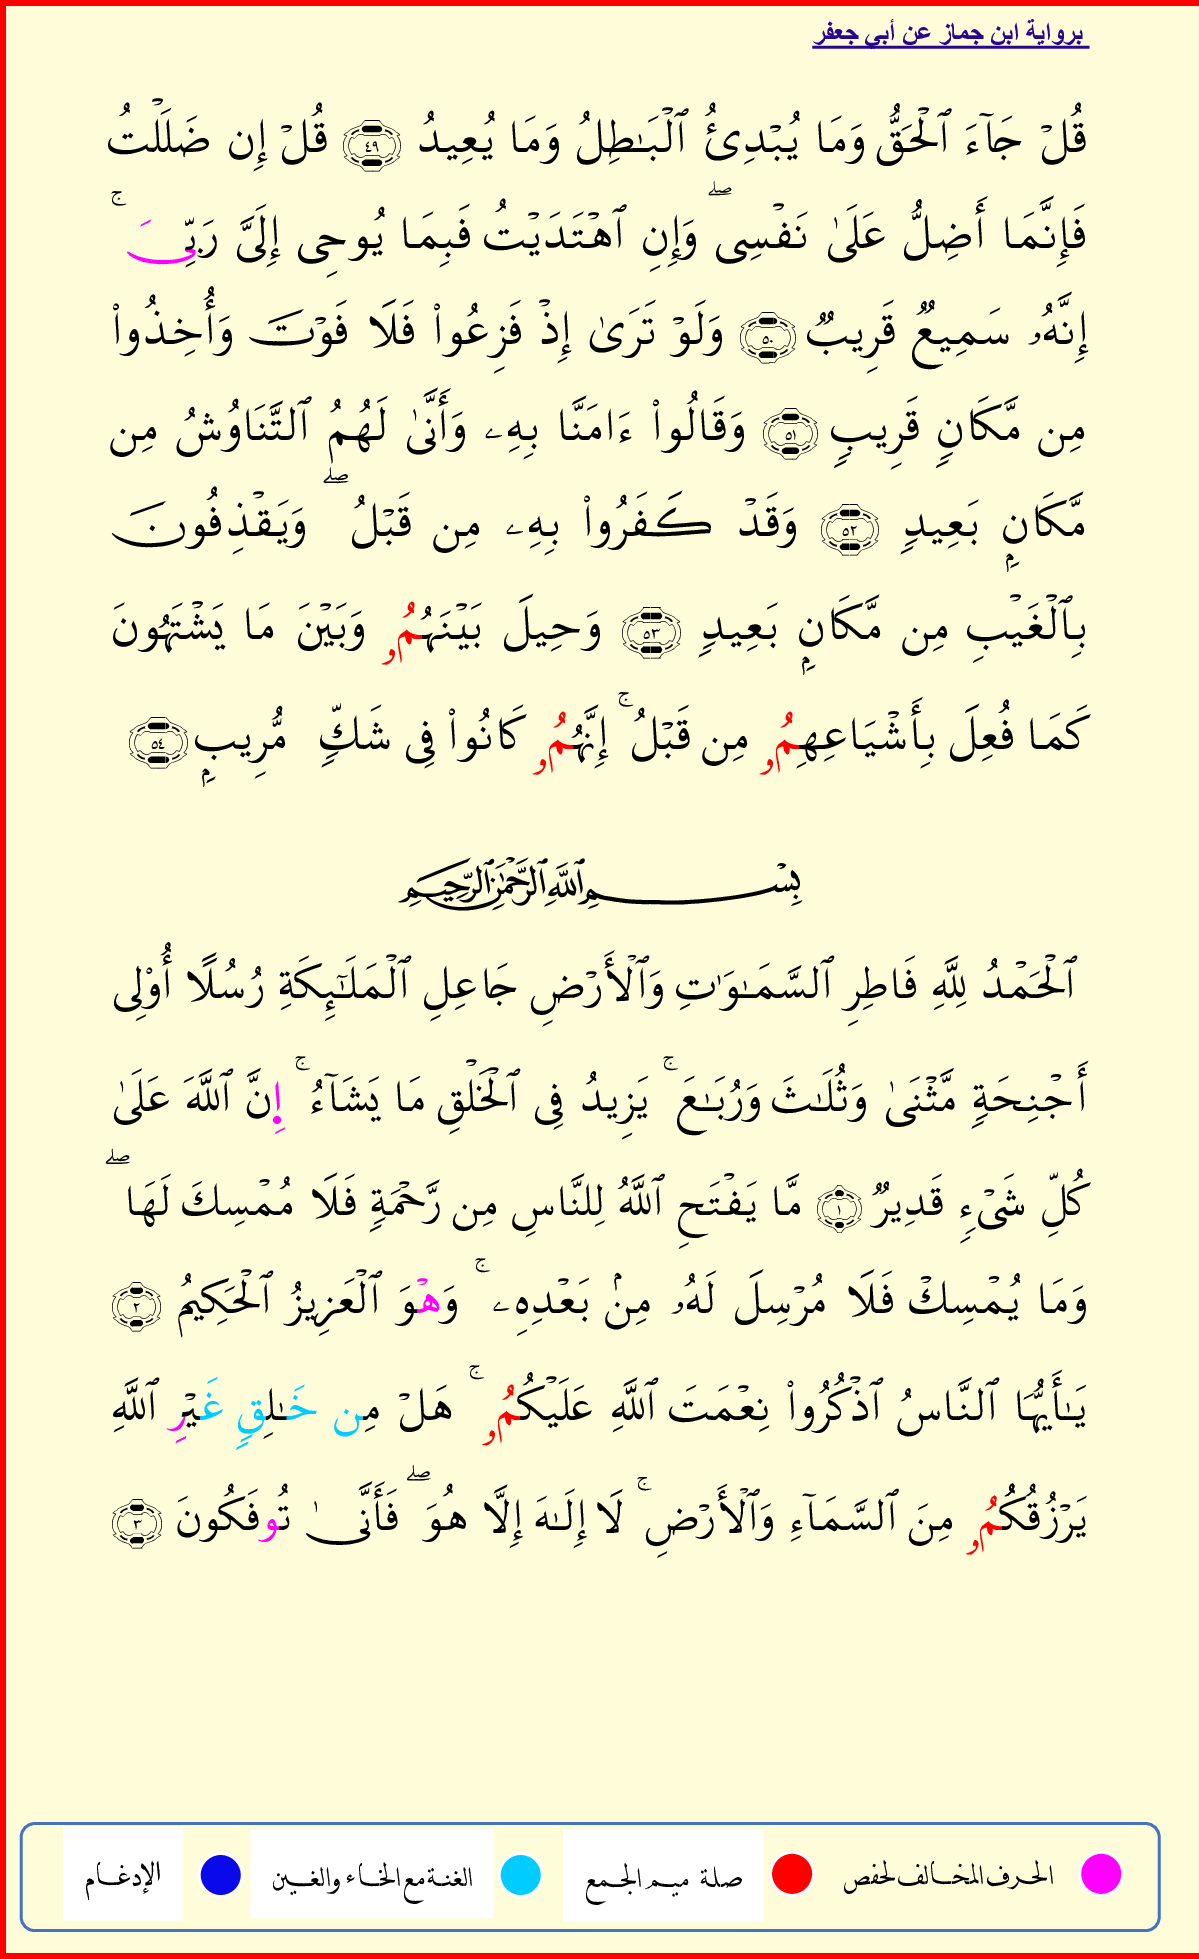 برواية ابن جماز عن أبي جعفر
قُلْ جَآءَ ٱلْحَقُّ وَمَا يُبْدِئُ ٱلْبَـٰطِلُ وَمَا يُعِيدُ ٤٩ قُلْ إِن ضَلَلْتُ
فَإِنَّمَآ أَضِلُّ عَلَىٰ نَفْسِى ۖ وَإِنِ ٱهْتَدَيْتُ فَبِمَا يُوحِى إِلَىَّ رَبِّىَ ۚ
إِنَّهُۥ سَمِيعٌ قَرِيبٌ ٥٠ وَلَوْ تَرَىٰ إِذْ فَزِعُوا۟ فَلَا فَوْتَ وَأُخِذُوا۟
مِن مَّكَانٍ قَرِيبٍ ٥١ وَقَالُوٓا۟ ءَامَنَّا بِهِۦ وَأَنَّىٰ لَهُمُ ٱلتَّنَاوُشُ مِن
مَّكَانٍۭ بَعِيدٍ ٥٢ وَقَدْ كَفَرُوا۟ بِهِۦ مِن قَبْلُ ۖ وَيَقْذِفُونَ
بِٱلْغَيْبِ مِن مَّكَانٍۭ بَعِيدٍ ٥٣ وَحِيلَ بَيْنَهُمُۥ وَبَيْنَ مَا يَشْتَهُونَ
كَمَا فُعِلَ بِأَشْيَاعِهِمُۥ مِن قَبْلُ ۚ إِنَّهُمُۥ كَانُوا۟ فِى شَكٍّ مُّرِيبٍۭ ٥٤
بِسْمِ ٱللَّهِ ٱلرَّحْمَـٰنِ ٱلرَّحِيمِ
ٱلْحَمْدُ لِلَّهِ فَاطِرِ ٱلسَّمَـٰوَٰتِ وَٱلْأَرْضِ جَاعِلِ ٱلْمَلَـٰٓئِكَةِ رُسُلًا أُو۟لِى
أَجْنِحَةٍ مَّثْنَىٰ وَثُلَـٰثَ وَرُبَـٰعَ ۚ يَزِيدُ فِى ٱلْخَلْقِ مَا يَشَآءُ ۚ إِنَّ ٱللَّهَ عَلَىٰ
كُلِّ شَىْءٍ قَدِيرٌ ١ مَّا يَفْتَحِ ٱللَّهُ لِلنَّاسِ مِن رَّحْمَةٍ فَلَا مُمْسِكَ لَهَا ۖ
وَمَا يُمْسِكْ فَلَا مُرْسِلَ لَهُۥ مِنۢ بَعْدِهِۦ ۚ وَهْوَ ٱلْعَزِيزُ ٱلْحَكِيمُ ٢
يَـٰٓأَيُّهَا ٱلنَّاسُ ٱذْكُرُوا۟ نِعْمَتَ ٱللَّهِ عَلَيْكُمُۥ ۚ هَلْ مِن خَـٰلِقٍ غَيْرِ ٱللَّهِ
يَرْزُقُكُمُۥ مِنَ ٱلسَّمَآءِ وَٱلْأَرْضِ ۚ لَآ إِلَـٰهَ إِلَّا هُوَ ۖ فَأَنَّىٰ تُوفَكُونَ ٣
الحرف المخالف لحفص صلة ميم الجمع الغنة مع الخاء والغين الإدغام